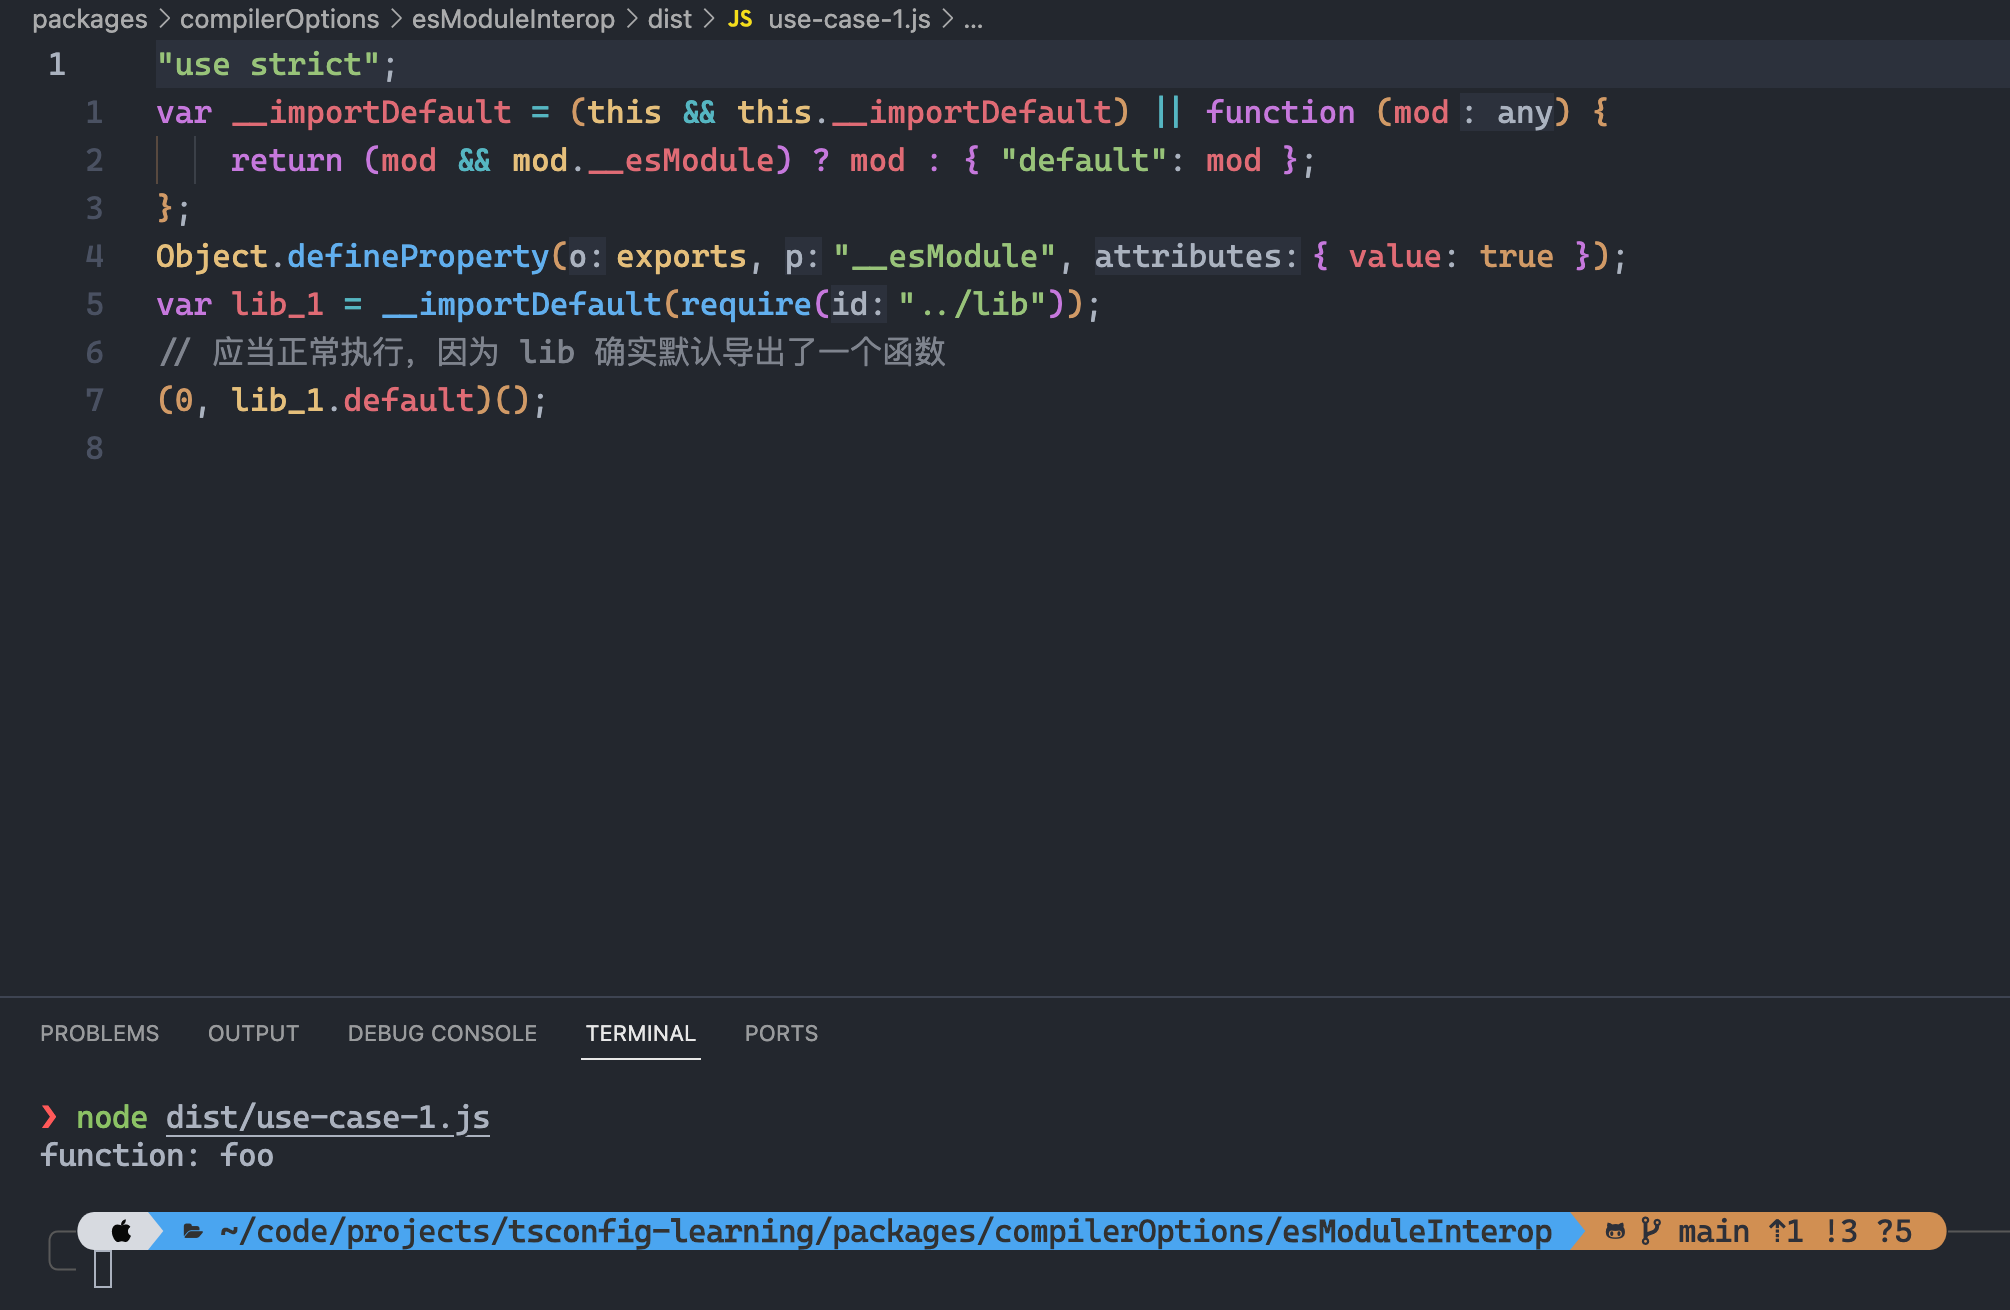 packages > compilerOptions > esModuleInterop > dist > JS use-case-1.js > ...
1 "use strict";
1 var __importDefault = (this && this.__importDefault) || function (mod: any) {
2 return (mod && mod.__esModule) ? mod : { "default": mod };
3 };
4 Object.defineProperty(o: exports, p: "__esModule", attributes: { value: true });
5 var lib_1 = __importDefault(require(id: "../lib"));
6 // 应当正常执行，因为 lib 确实默认导出了一个函数
7 (0, lib_1.default)();
8
PROBLEMS OUTPUT DEBUG CONSOLE TERMINAL PORTS
❯ node dist/use-case-1.js
function: foo
~/code/projects/tsconfig-learning/packages/compilerOptions/esModuleInterop main ⇡1 !3 ?5